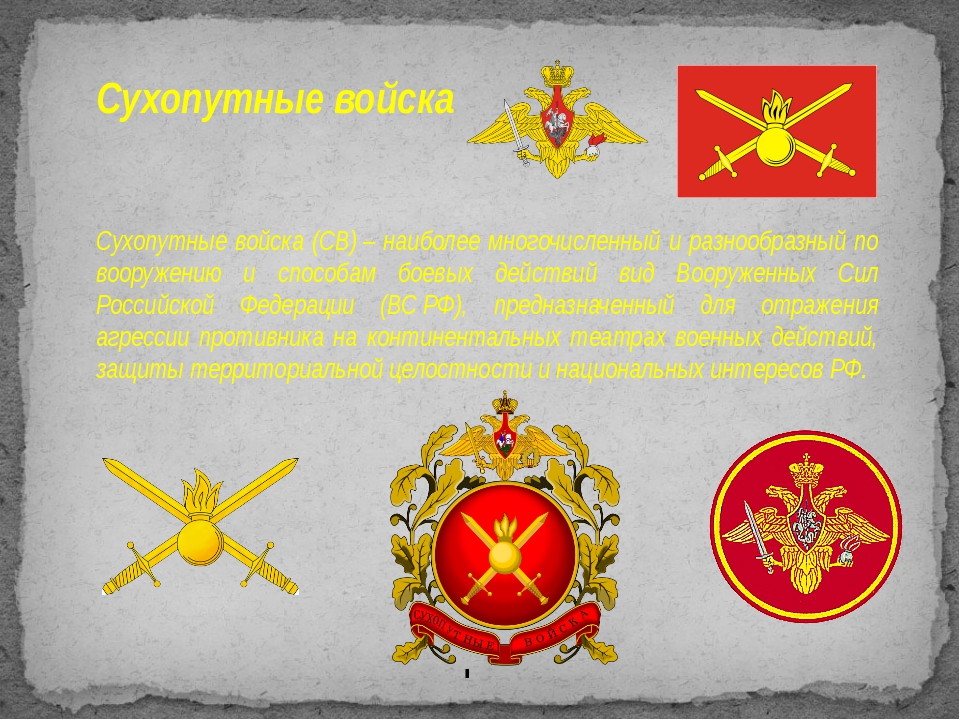 Сухопутные войска
Сухопутные войска (СВ) – наиболее многочисленный и разнообразный по
вооружению и способам боевых действий вид Вооруженных Сил
Российской Федерации (ВС РФ), предназначенный для отражения
агрессии противника на континентальных театрах военных действий,
защиты территориальной целостности и национальных интересов РФ.
СУХОПУТНЫЕ ВОЙСКА